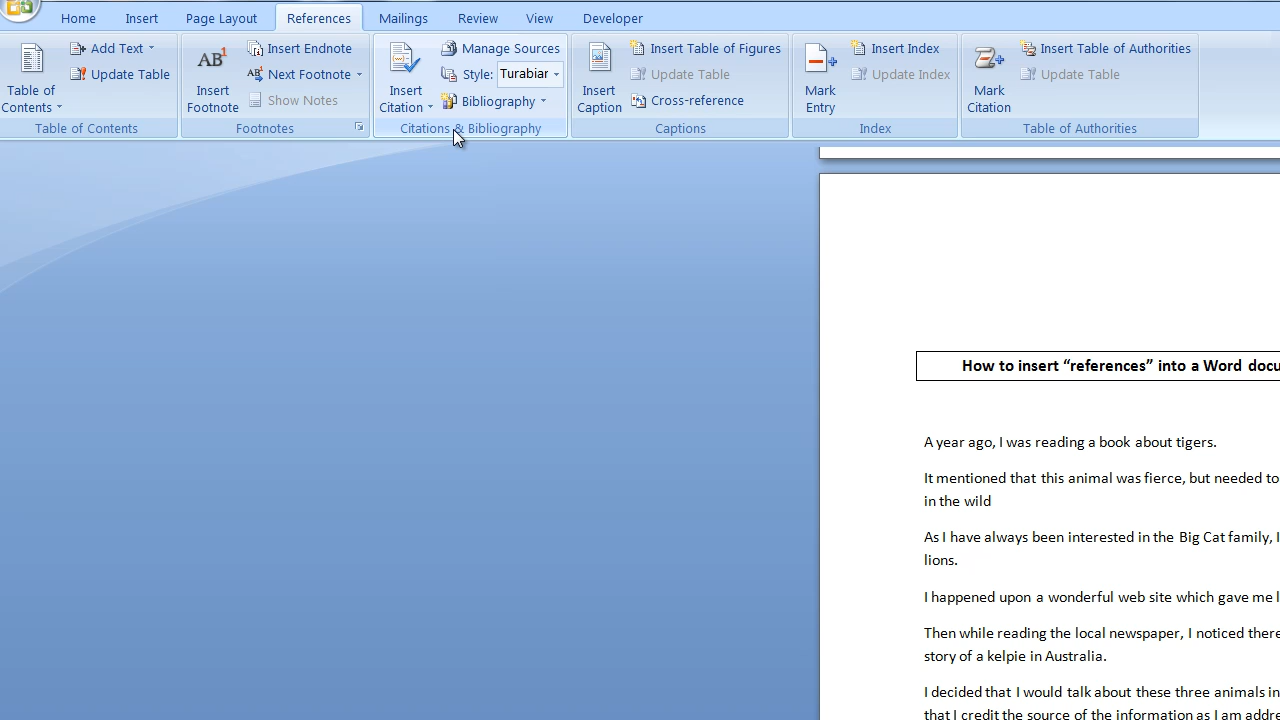 Home Insert Page Layout References Mailings Review View Developer
Table of Contents
Add Text
Update Table
Table of Contents
AB1
Insert Footnote
Insert Endnote
AB1 Next Footnote
Show Notes
Footnotes
Insert Citation
Manage Sources
Style: Turabian
Bibliography
Citations & Bibliography
Insert Caption
Insert Table of Figures
Update Table
Cross-reference
Captions
Mark Entry
Insert Index
Update Index
Index
Mark Citation
Insert Table of Authorities
Update Table
Table of Authorities
How to insert “references” into a Word docu
A year ago, I was reading a book about tigers.
It mentioned that this animal was fierce, but needed to
in the wild
As I have always been interested in the Big Cat family, I
lions.
I happened upon a wonderful web site which gave me l
Then while reading the local newspaper, I noticed there
story of a kelpie in Australia.
I decided that I would talk about these three animals in
that I credit the source of the information as I am addre